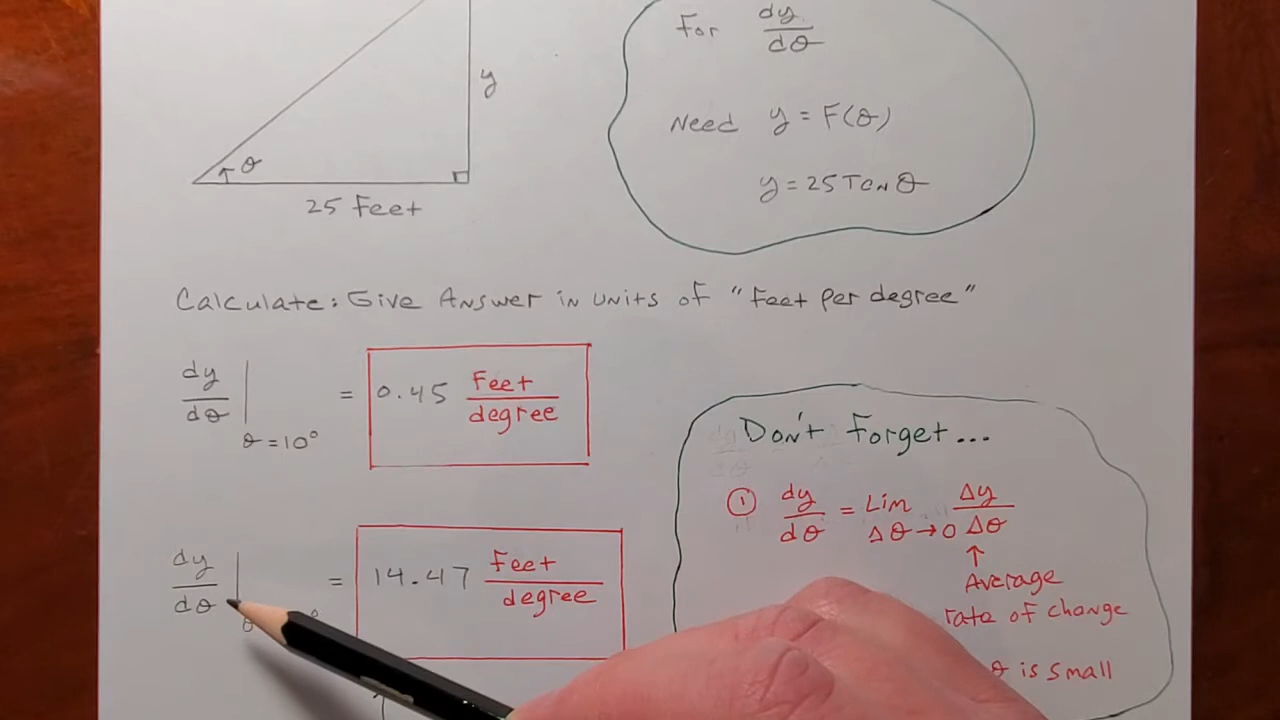 y
θ
25 Feet
For dy/dθ
Need y = F(θ)
y = 25 Tan θ
Calculate: Give Answer in units of "Feet per degree"
dy/dθ | θ = 10° = 0.45 Feet/degree
dy/dθ | θ ° = 14.47 Feet/degree
Don't Forget...
① dy/dθ = Lim Δθ → 0 Δy/Δθ
↑
Average
rate of change
θ is small